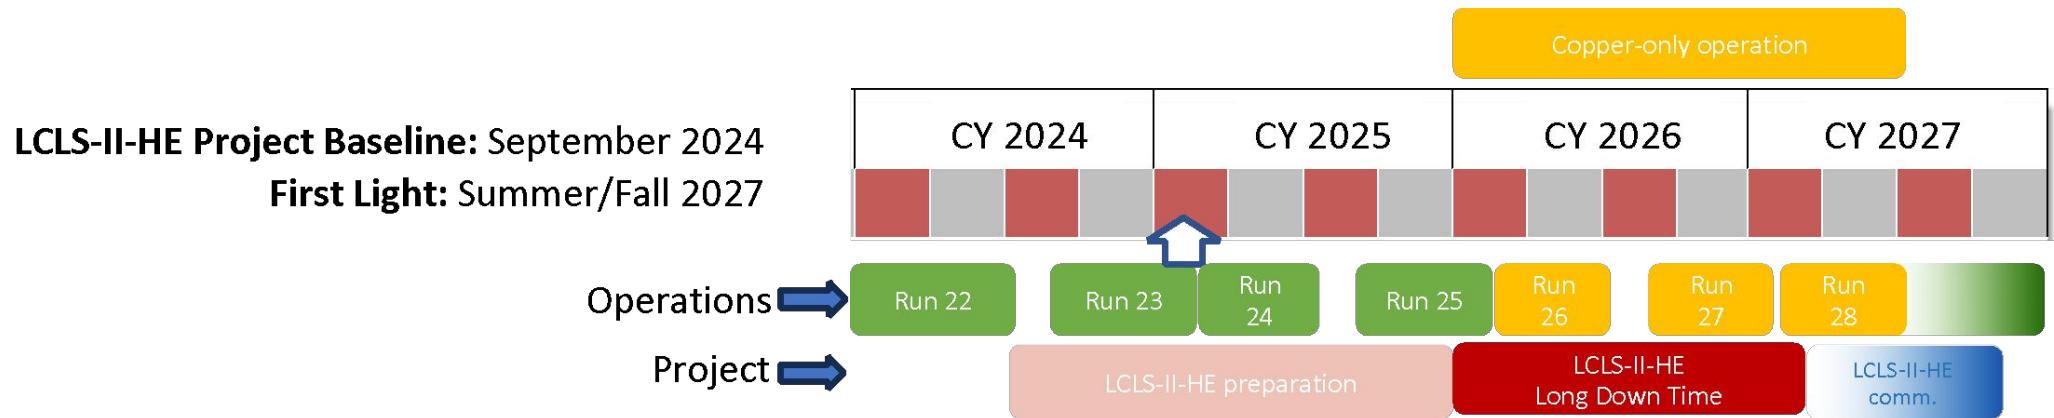 Copper-only operation
LCLS-II-HE Project Baseline: September 2024
First Light: Summer/Fall 2027
CY 2024
CY 2025
CY 2026
CY 2027
Operations
Run 22
Run 23
Run
24
Run 25
Run
26
Run
27
Run
28
Project
LCLS-II-HE preparation
LCLS-II-HE
Long Down Time
LCLS-II-HE
comm.